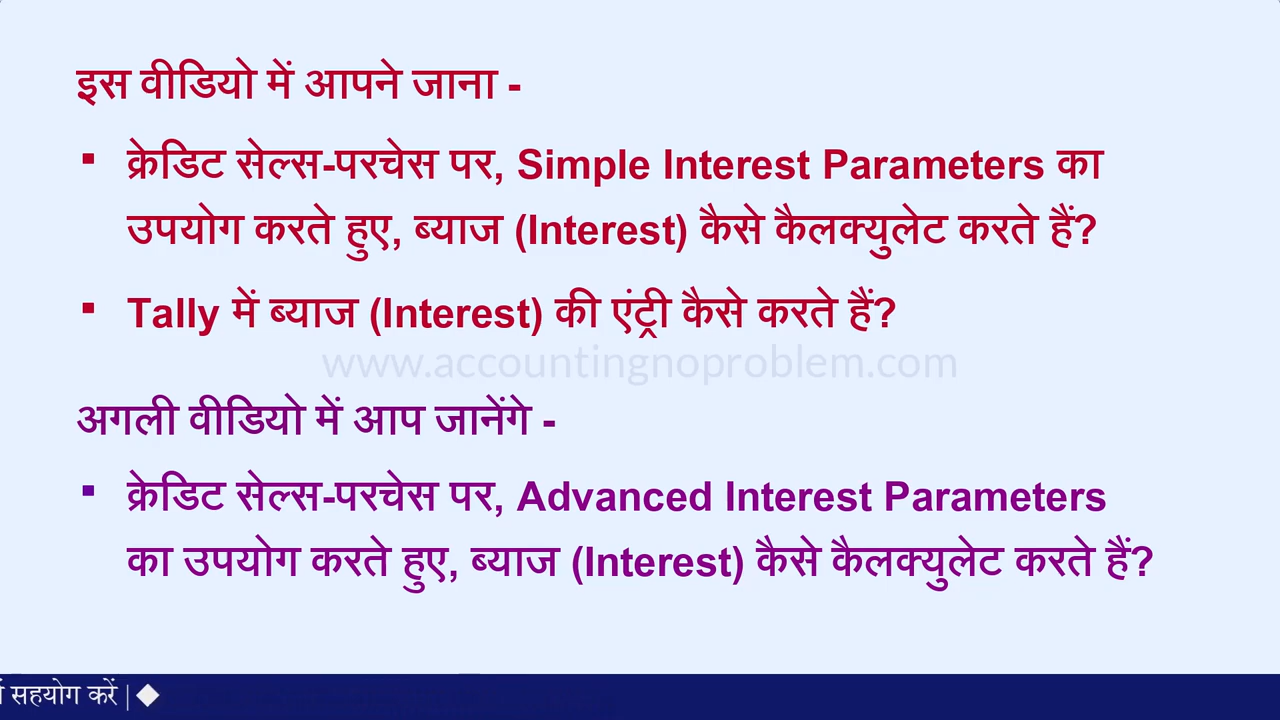 इस वीडियो में आपने जाना -
▪ क्रेडिट सेल्स-परचेस पर, Simple Interest Parameters का
उपयोग करते हुए, ब्याज (Interest) कैसे कैलक्युलेट करते हैं?
▪ Tally में ब्याज (Interest) की एंट्री कैसे करते हैं?
www.accountingnoproblem.com
अगली वीडियो में आप जानेंगे -
▪ क्रेडिट सेल्स-परचेस पर, Advanced Interest Parameters
का उपयोग करते हुए, ब्याज (Interest) कैसे कैलक्युलेट करते हैं?
सहयोग करें |◆